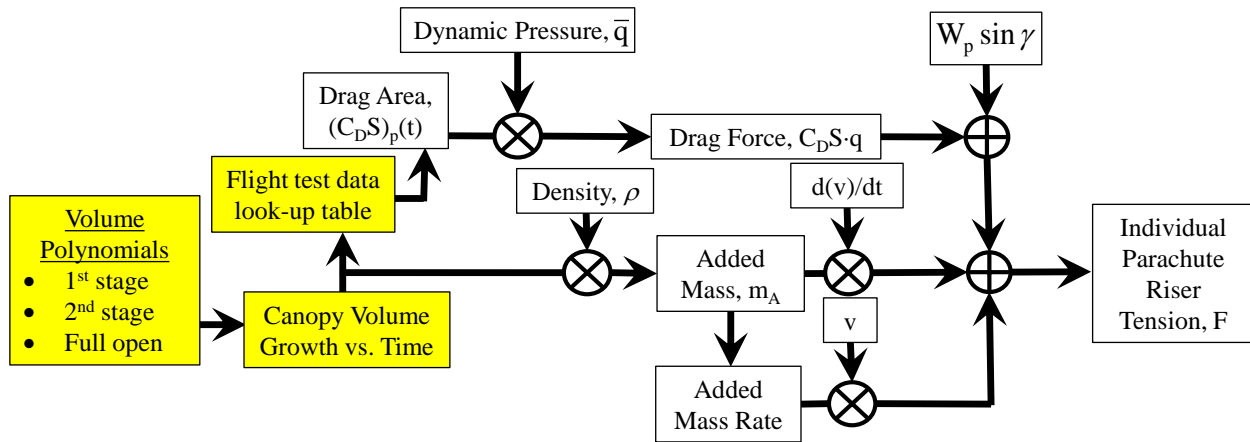 Dynamic Pressure, q̅
W_p sin γ
Drag Area,
(C_DS)_p(t)
Drag Force, C_DS·q
Flight test data
look-up table
Density, ρ
d(v)/dt
Volume
Polynomials
• 1st stage
• 2nd stage
• Full open
Canopy Volume
Growth vs. Time
Added
Mass, m_A
v
Added
Mass Rate
Individual
Parachute
Riser
Tension, F